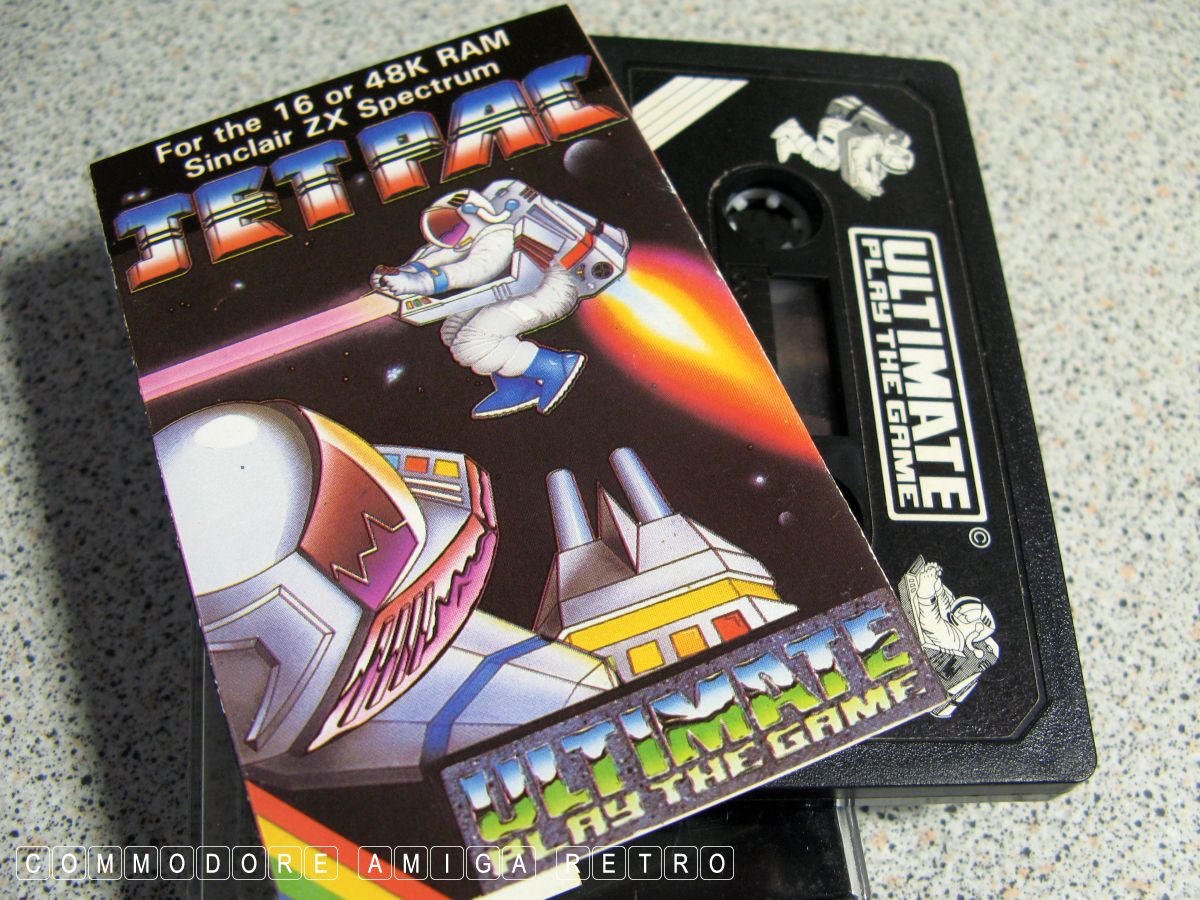 For the 16 or 48K RAM
Sinclair ZX Spectrum
JETPAC
ULTIMATE
PLAY THE GAME
ULTIMATE
PLAY THE GAME
©
COMMODORE AMIGA RETRO